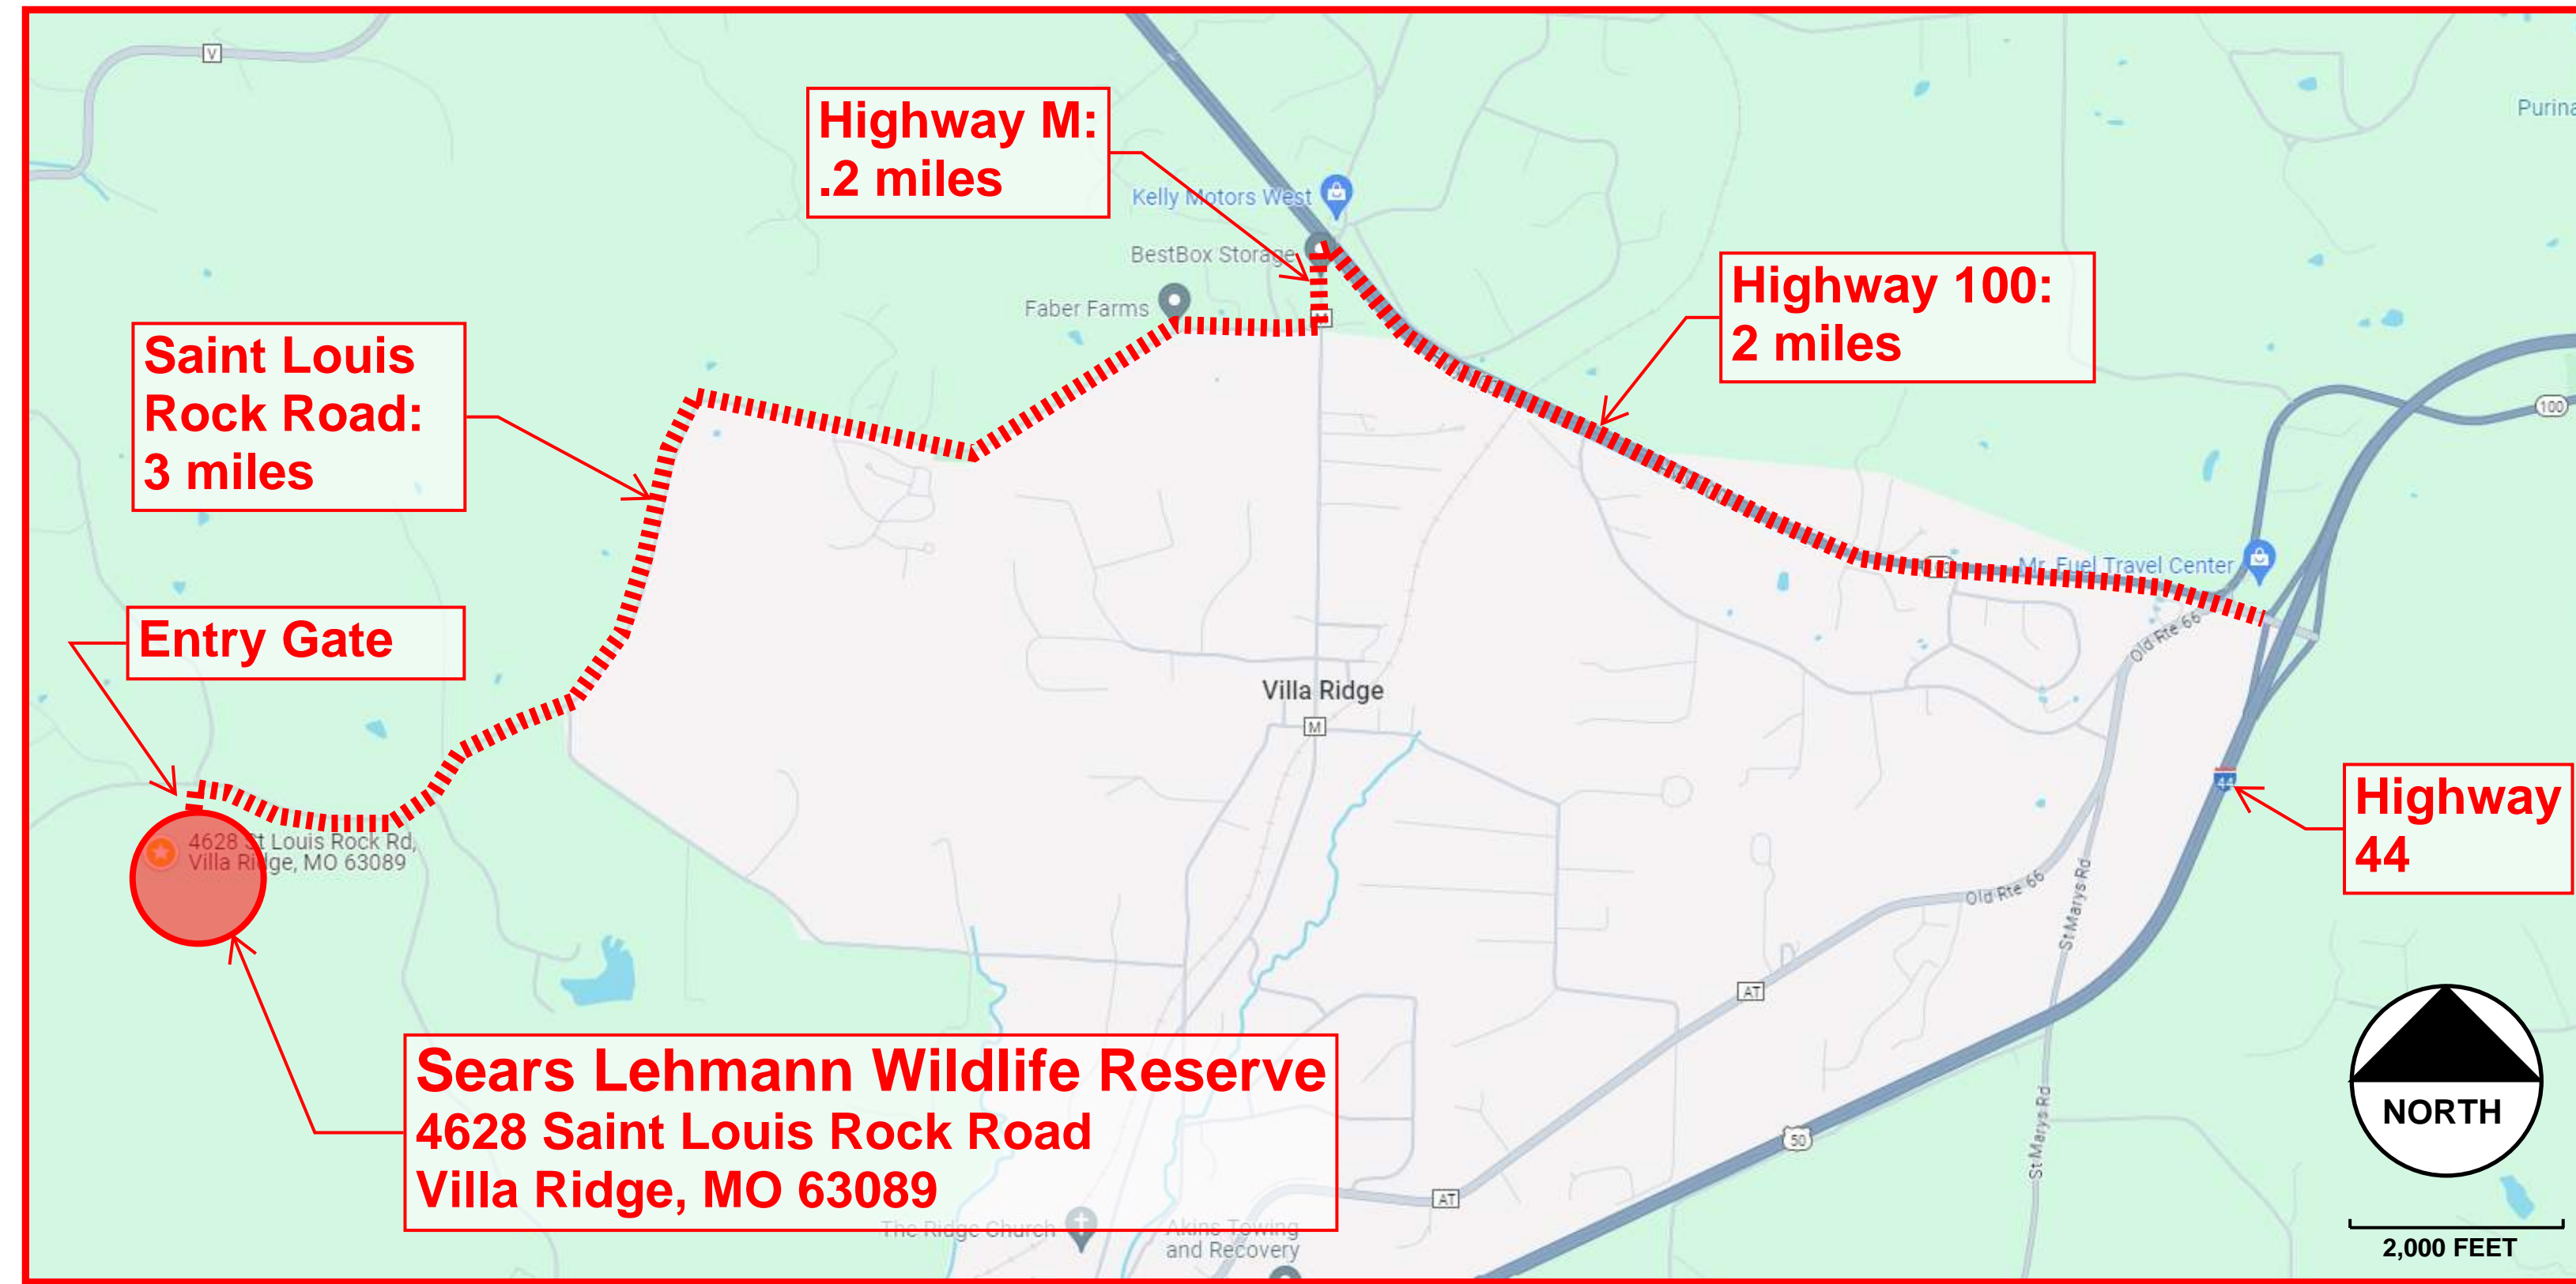 V
Purina
Highway M:
.2 miles
Kelly Motors West
BestBox Storage
Faber Farms
M
Highway 100:
2 miles
Saint Louis
Rock Road:
3 miles
100
Mr. Fuel Travel Center
Old Rte 66
Entry Gate
Villa Ridge
M
44
Highway
44
4628 St Louis Rock Rd,
Villa Ridge, MO 63089
Old Rte 66
St Marys Rd
AT
Sears Lehmann Wildlife Reserve
4628 Saint Louis Rock Road
Villa Ridge, MO 63089
St Marys Rd
50
AT
NORTH
The Ridge Church
Akins Towing
and Recovery
2,000 FEET